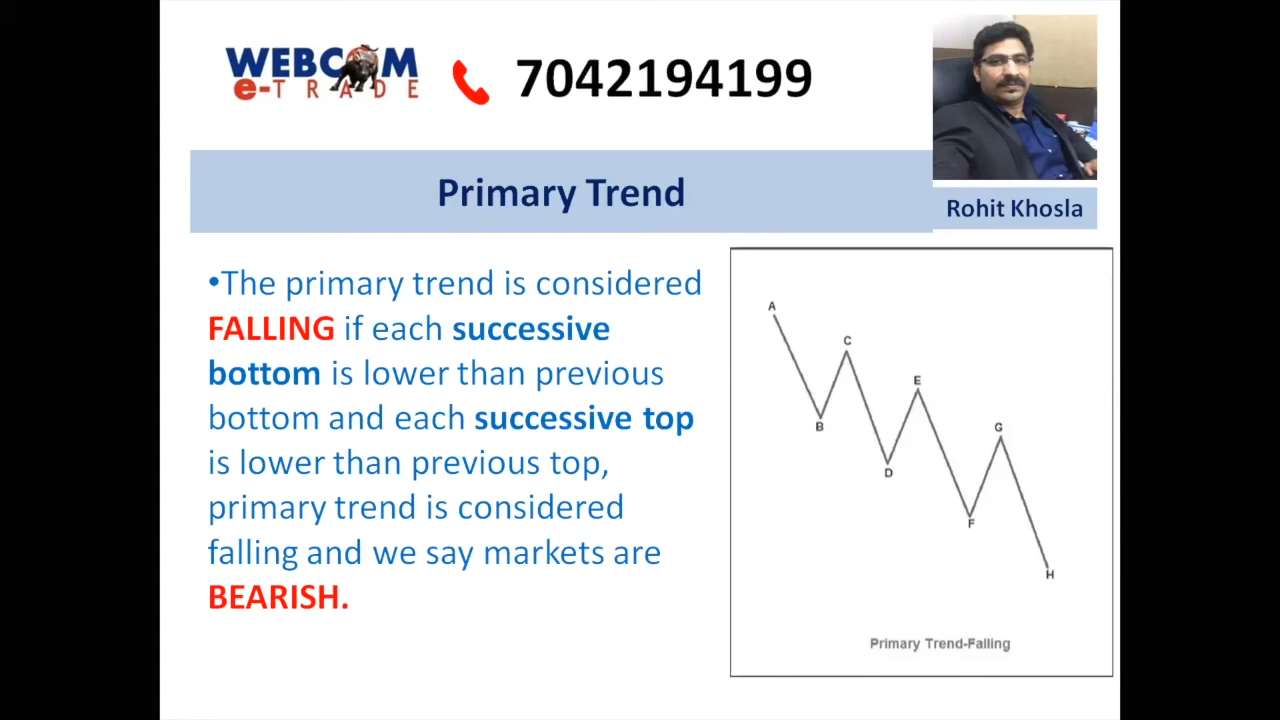 WEBCOM
e-TRADE
7042194199
Primary Trend
Rohit Khosla
•The primary trend is considered
FALLING if each successive
bottom is lower than previous
bottom and each successive top
is lower than previous top,
primary trend is considered
falling and we say markets are
BEARISH.
A
C
E
B
G
D
F
H
Primary Trend-Falling